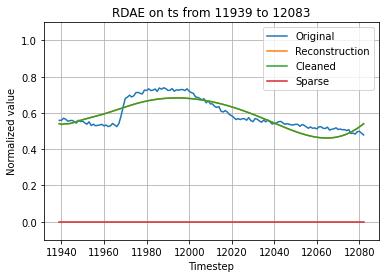 RDAE on ts from 11939 to 12083
Original
Reconstruction
Cleaned
Sparse
1.0
0.8
0.6
0.4
0.2
0.0
Normalized value
11940 11960 11980 12000 12020 12040 12060 12080
Timestep